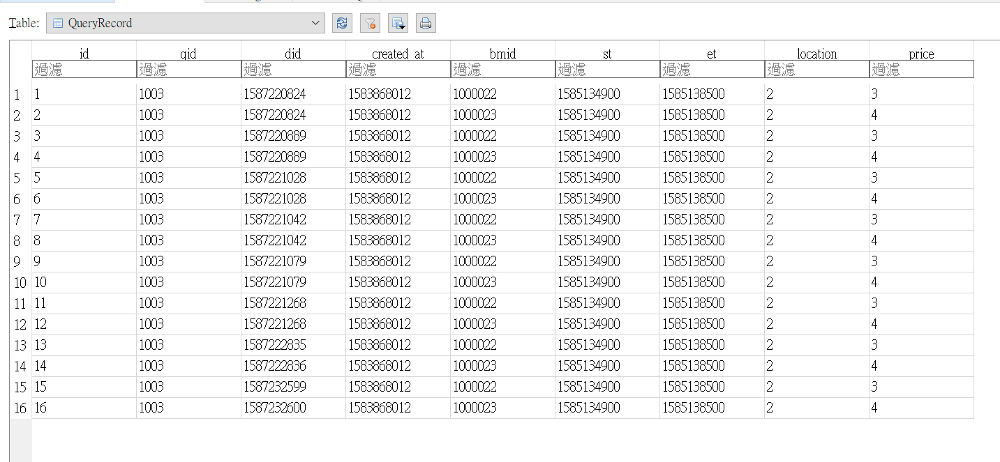 Table: QueryRecord
id qid did created_at bmid st et location price
過濾 過濾 過濾 過濾 過濾 過濾 過濾 過濾 過濾
1 1 1003 1587220824 1583868012 1000022 1585134900 1585138500 2 3
2 2 1003 1587220824 1583868012 1000023 1585134900 1585138500 2 4
3 3 1003 1587220889 1583868012 1000022 1585134900 1585138500 2 3
4 4 1003 1587220889 1583868012 1000023 1585134900 1585138500 2 4
5 5 1003 1587221028 1583868012 1000022 1585134900 1585138500 2 3
6 6 1003 1587221028 1583868012 1000023 1585134900 1585138500 2 4
7 7 1003 1587221042 1583868012 1000022 1585134900 1585138500 2 3
8 8 1003 1587221042 1583868012 1000023 1585134900 1585138500 2 4
9 9 1003 1587221079 1583868012 1000022 1585134900 1585138500 2 3
10 10 1003 1587221079 1583868012 1000023 1585134900 1585138500 2 4
11 11 1003 1587221268 1583868012 1000022 1585134900 1585138500 2 3
12 12 1003 1587221268 1583868012 1000023 1585134900 1585138500 2 4
13 13 1003 1587222835 1583868012 1000022 1585134900 1585138500 2 3
14 14 1003 1587222836 1583868012 1000023 1585134900 1585138500 2 4
15 15 1003 1587232599 1583868012 1000022 1585134900 1585138500 2 3
16 16 1003 1587232600 1583868012 1000023 1585134900 1585138500 2 4